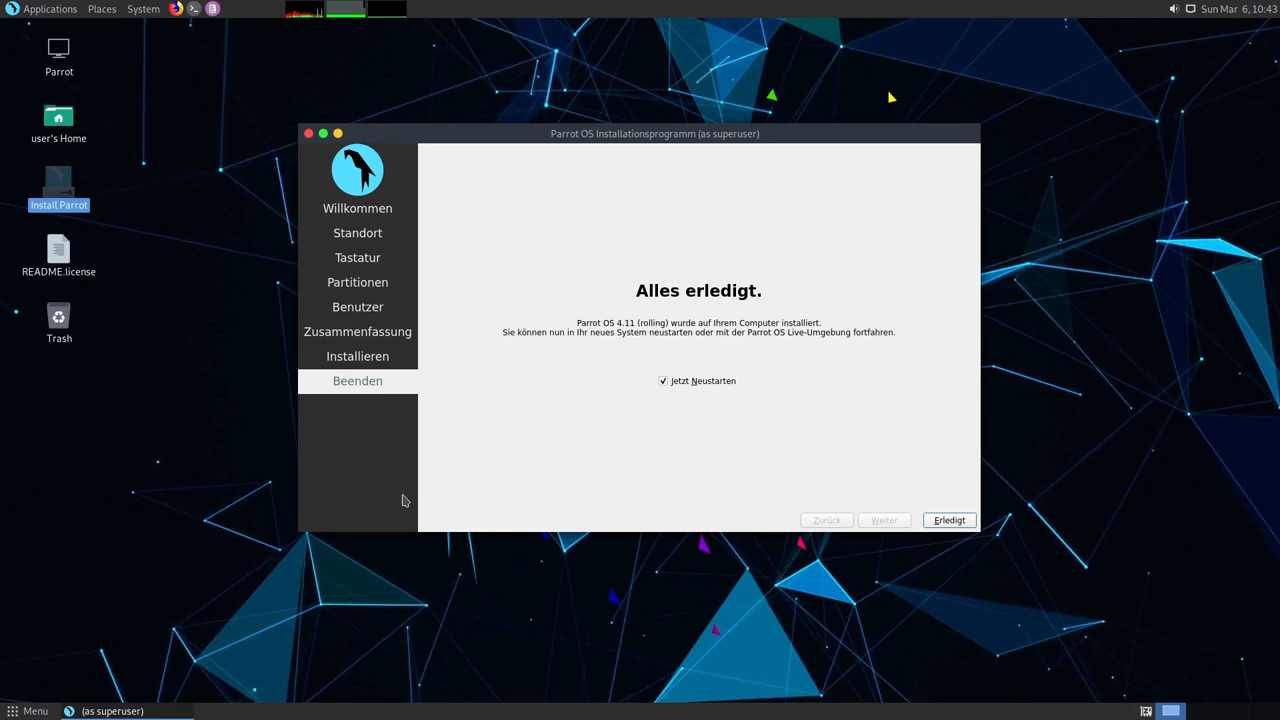 Applications Places System
Sun Mar 6, 10:43
Parrot
user's Home
Install Parrot
README.license
Trash
Parrot OS Installationsprogramm (as superuser)
Willkommen
Standort
Tastatur
Partitionen
Benutzer
Zusammenfassung
Installieren
Beenden
Alles erledigt.
Parrot OS 4.11 (rolling) wurde auf Ihrem Computer installiert.
Sie können nun in Ihr neues System neustarten oder mit der Parrot OS Live-Umgebung fortfahren.
Jetzt Neustarten
Zurück Weiter Erledigt
Menu (as superuser)